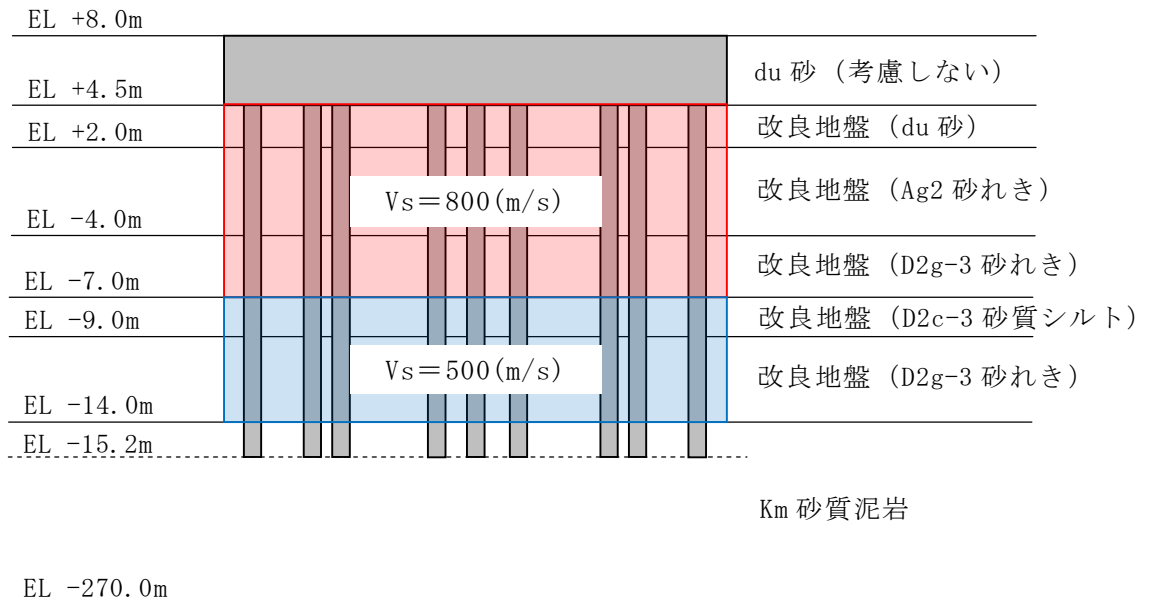 EL +8.0m
du 砂（考慮しない）
EL +4.5m
EL +2.0m
改良地盤（du 砂）
改良地盤（Ag2 砂れき）
Vs＝800(m/s)
EL -4.0m
改良地盤（D2g-3 砂れき）
EL -7.0m
EL -9.0m
改良地盤（D2c-3 砂質シルト）
Vs＝500(m/s)
改良地盤（D2g-3 砂れき）
EL -14.0m
EL -15.2m
Km 砂質泥岩
EL -270.0m